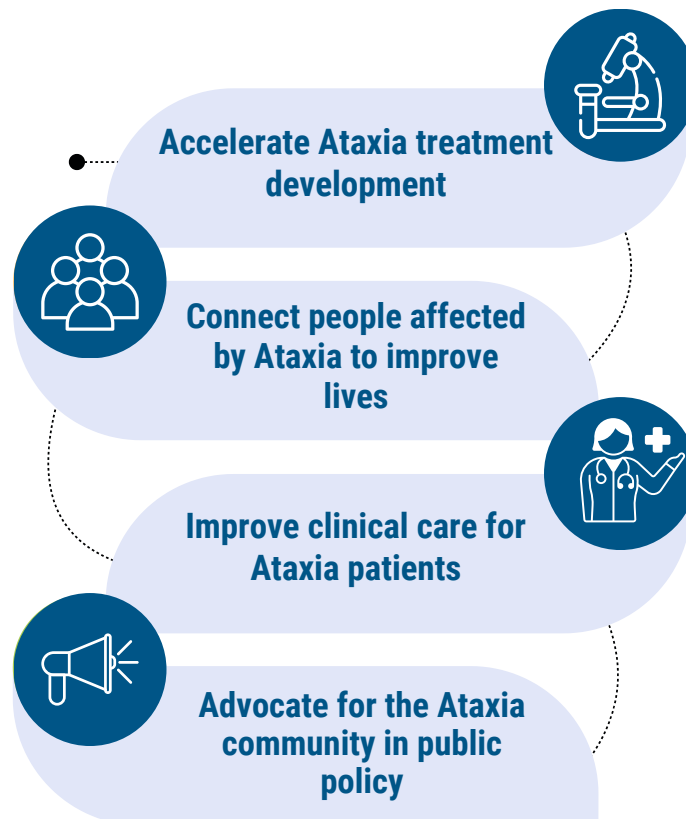 Accelerate Ataxia treatment
development
Connect people affected
by Ataxia to improve
lives
Improve clinical care for
Ataxia patients
Advocate for the Ataxia
community in public
policy